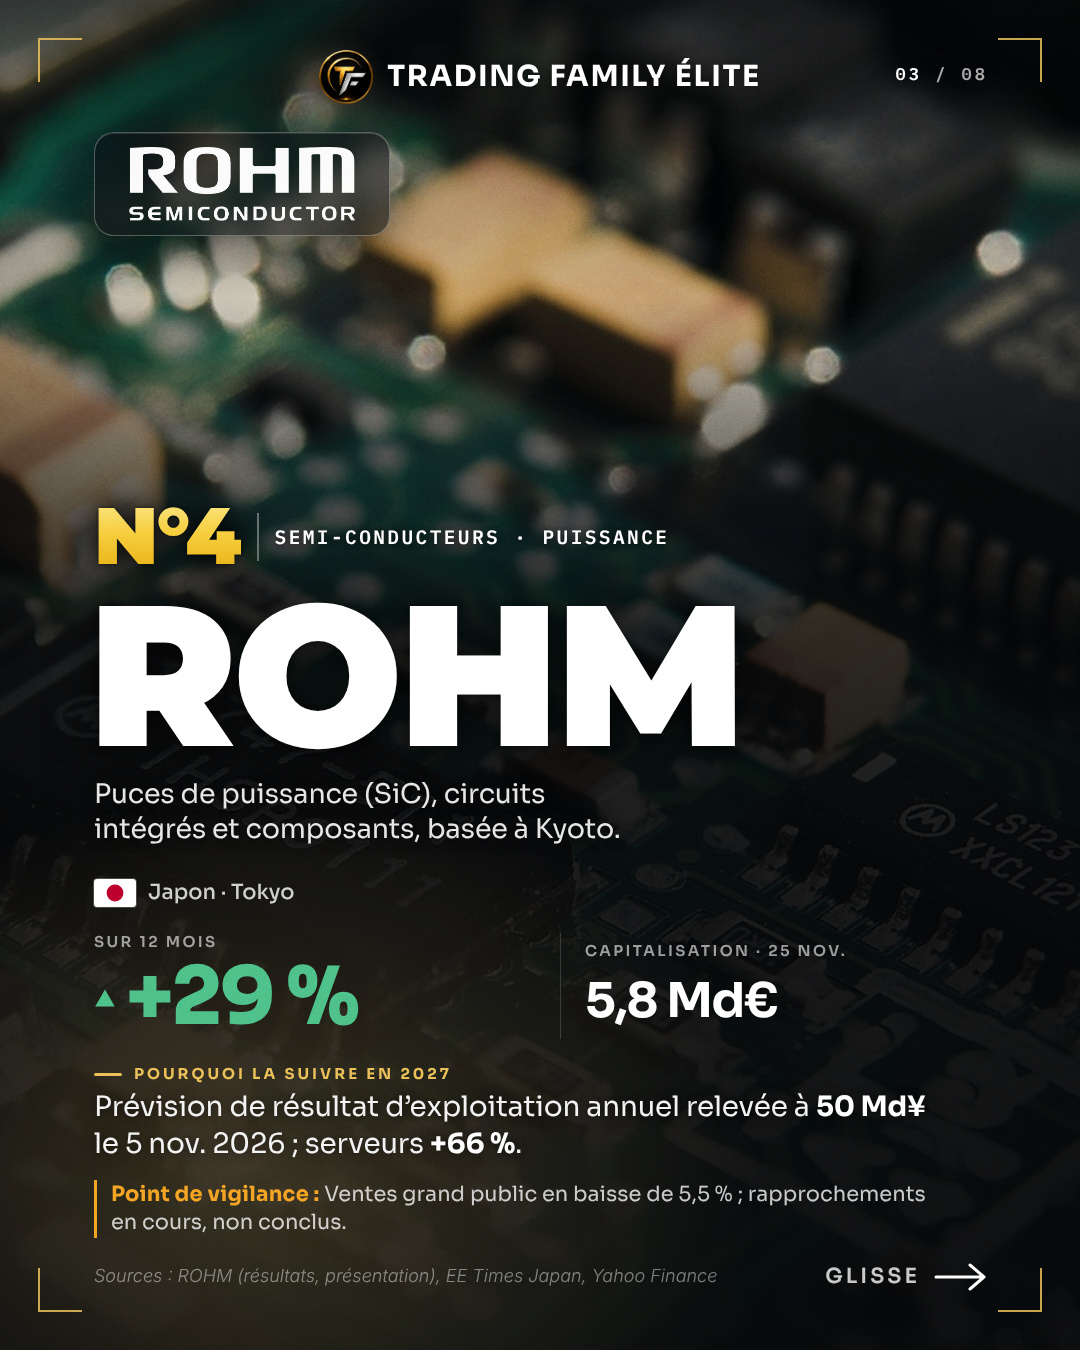 TF TRADING FAMILY ÉLITE
03 / 08
ROHM
SEMICONDUCTOR
N°4
SEMI-CONDUCTEURS · PUISSANCE
ROHM
Puces de puissance (SiC), circuits
intégrés et composants, basée à Kyoto.
LS123
XXCL12
Japon · Tokyo
SUR 12 MOIS
▲ +29 %
CAPITALISATION · 25 NOV.
5,8 Md€
POURQUOI LA SUIVRE EN 2027
Prévision de résultat d’exploitation annuel relevée à 50 Md¥
le 5 nov. 2026 ; serveurs +66 %.
Point de vigilance : Ventes grand public en baisse de 5,5 % ; rapprochements
en cours, non conclus.
Sources : ROHM (résultats, présentation), EE Times Japan, Yahoo Finance
GLISSE →